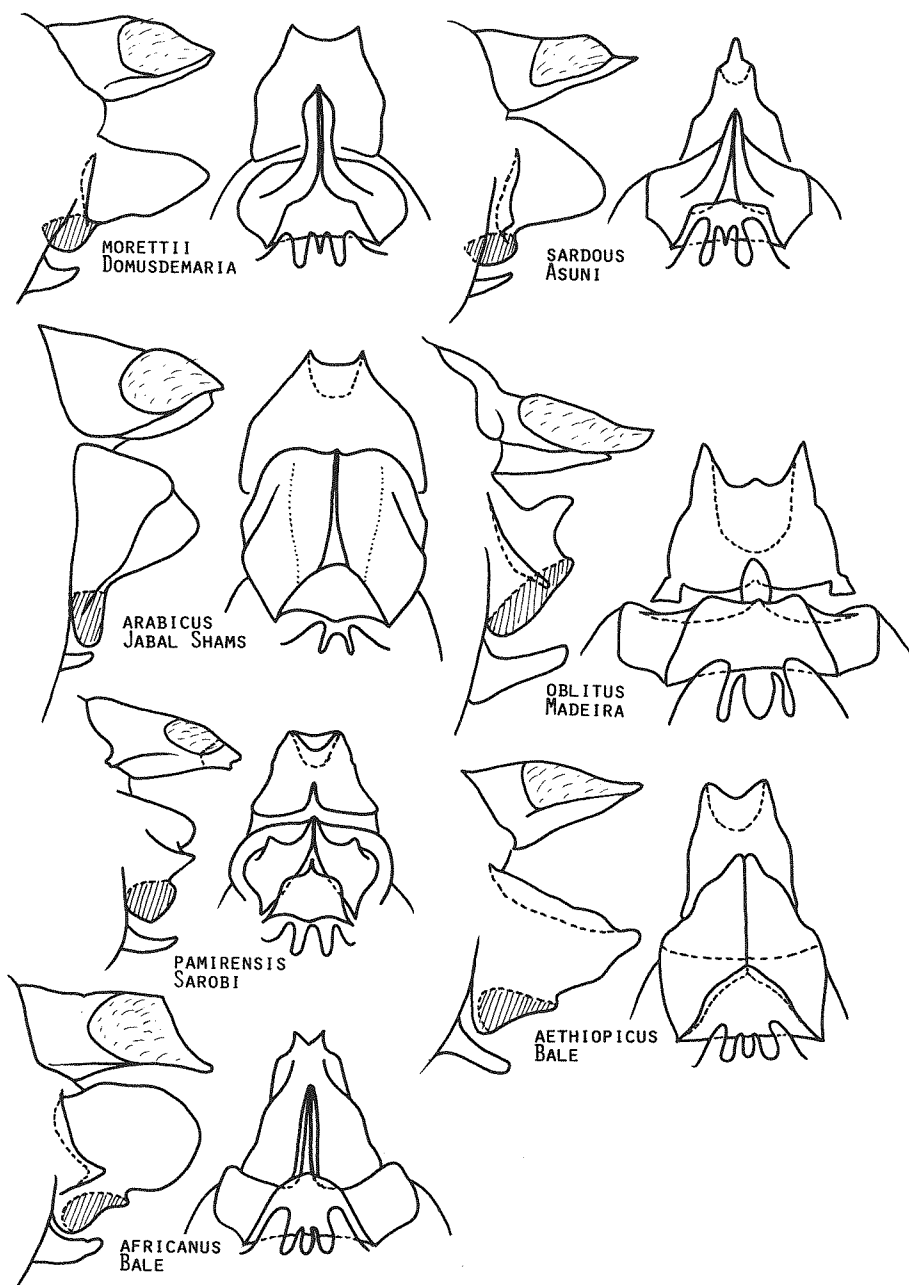 MORETTII
DOMUSDEMARIA
SARDOUS
ASUNI
ARABICUS
JABAL SHAMS
OBLITUS
MADEIRA
PAMIRENSIS
SAROBI
AETHIOPICUS
BALE
AFRICANUS
BALE